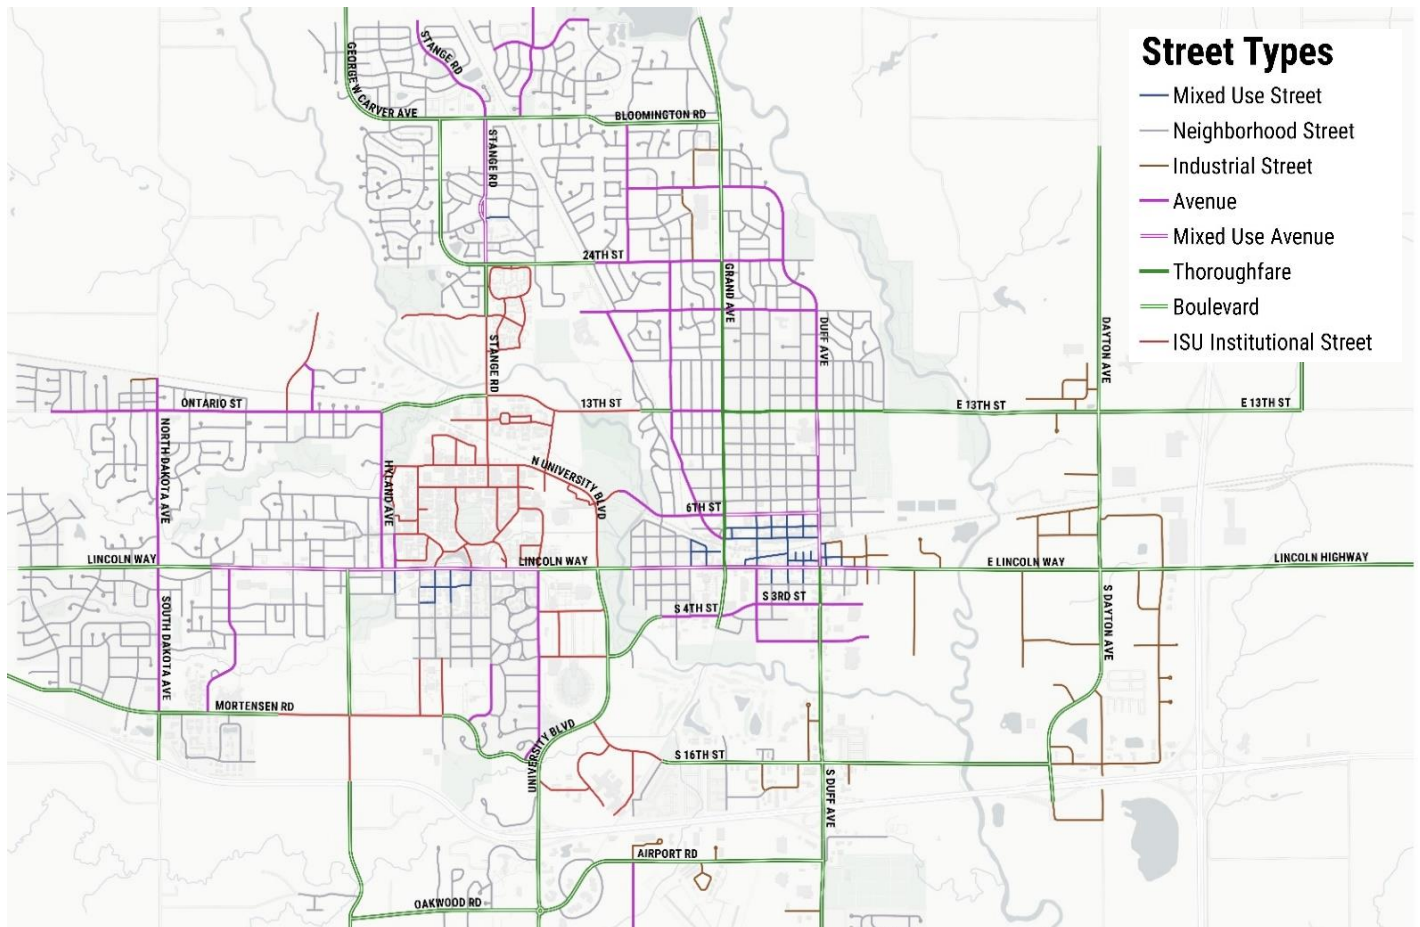 Street Types
Mixed Use Street
Neighborhood Street
Industrial Street
Avenue
Mixed Use Avenue
Thoroughfare
Boulevard
ISU Institutional Street
GEORGE W CARVER AVE
STANGE RD
BLOOMINGTON RD
STANGE RD
24TH ST
GRAND AVE
DUFF AVE
DAYTON AVE
STANGE RD
ONTARIO ST
13TH ST
E 13TH ST
E 13TH ST
NORTH DAKOTA AVE
HYLAND AVE
N UNIVERSITY BLVD
6TH ST
LINCOLN WAY
LINCOLN WAY
E LINCOLN WAY
LINCOLN HIGHWAY
SOUTH DAKOTA AVE
S 3RD ST
S 4TH ST
S DAYTON AVE
MORTENSEN RD
UNIVERSITY BLVD
S 16TH ST
S DUFF AVE
AIRPORT RD
OAKWOOD RD